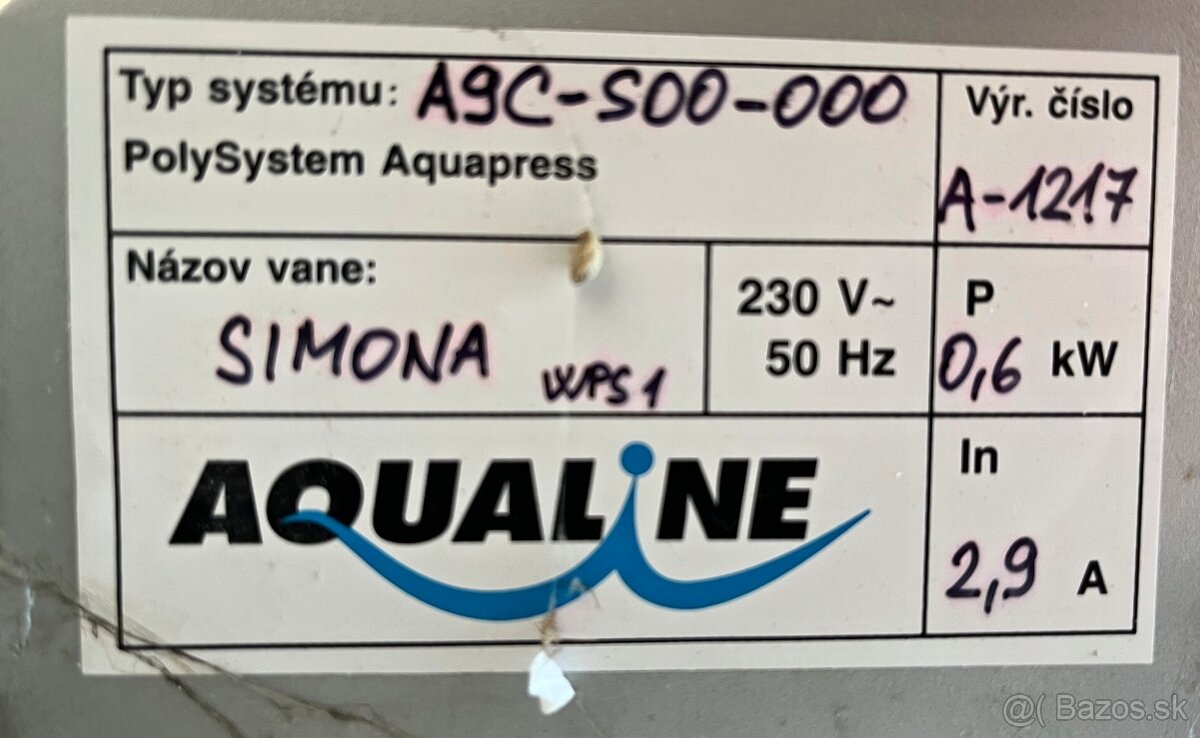 Typ systému: A9C-S00-000
PolySystem Aquapress
Výr. číslo
A-1217
Názov vane:
SIMONA WPS1
230 V~
50 Hz
P
0,6 kW
AQUALiNE
In
2,9 A
@( Bazos.sk